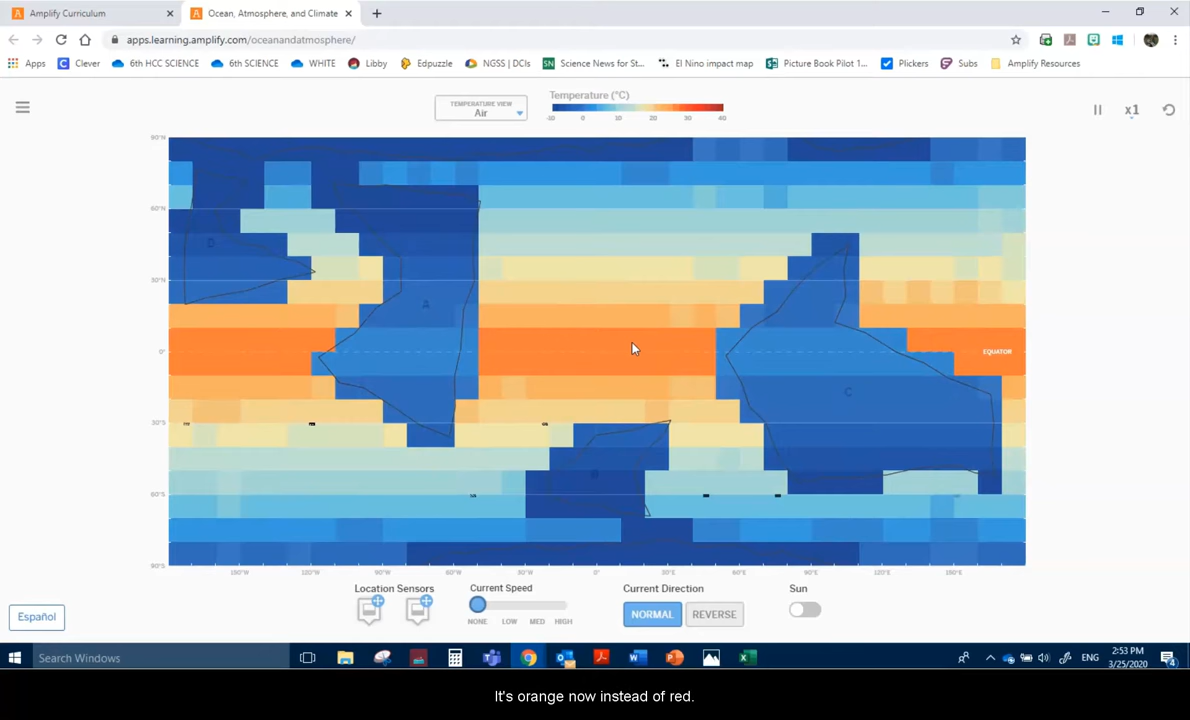 Amplify Curriculum
Ocean, Atmosphere, and Climate
apps.learning.amplify.com/oceanandatmosphere/
Apps
Clever
6th HCC SCIENCE
6th SCIENCE
WHITE
Libby
Edpuzzle
NGSS | DCIs
SN Science News for St...
El Nino impact map
Picture Book Pilot 1...
Plickers
Subs
Amplify Resources
TEMPERATURE VIEW
Air
Temperature (°C)
-10 0 10 20 30 40
x1
90°N
60°N
30°N
0°
30°S
60°S
90°S
D
A
C
B
EQUATOR
150°W 120°W 90°W 60°W 30°W 0° 30°E 60°E 90°E 120°E 150°E
Location Sensors
Current Speed
NONE LOW MED HIGH
Current Direction
NORMAL REVERSE
Sun
Español
Search Windows
ENG
2:53 PM
3/25/2020
4
It's orange now instead of red.